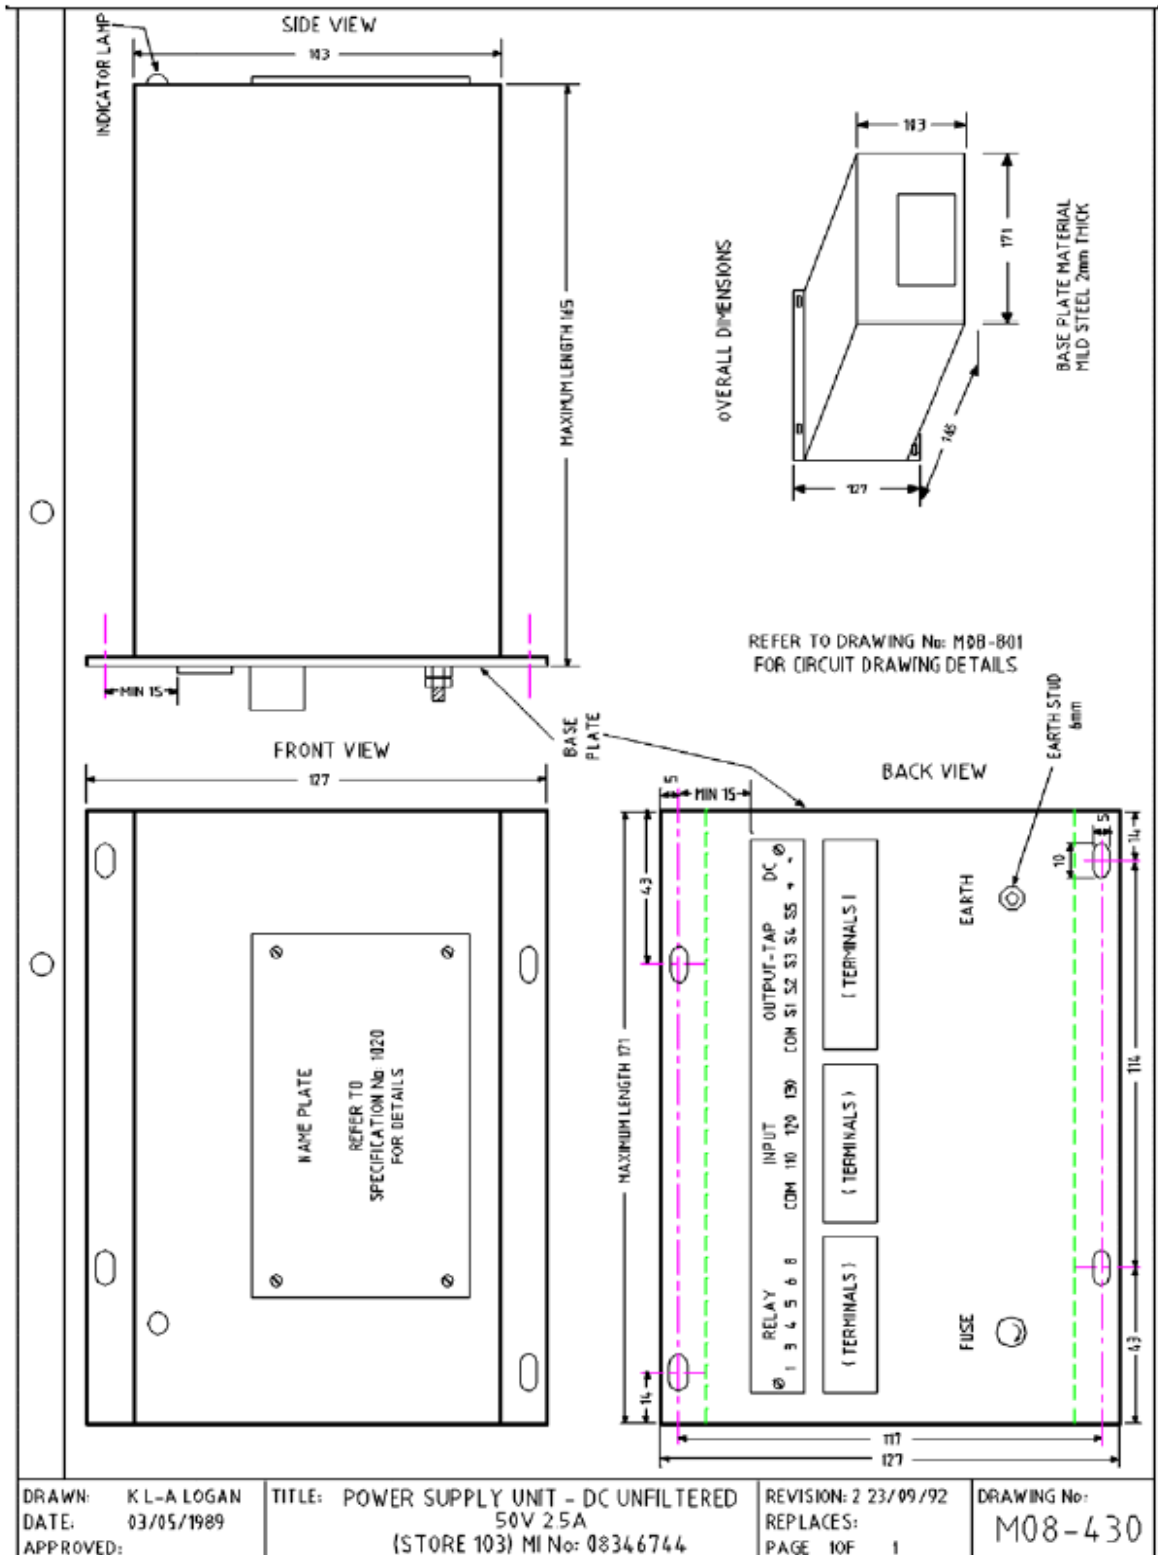 SIDE VIEW
103
INDICATOR LAMP
MAXIMUM LENGTH 165
MIN 15
103
171
165
127
OVERALL DIMENSIONS
BASE PLATE MATERIAL
MILD STEEL 2mm THICK
REFER TO DRAWING No: M08-801
FOR CIRCUIT DRAWING DETAILS
BASE
PLATE
EARTH STUD
6mm
FRONT VIEW
127
NAME PLATE
REFER TO
SPECIFICATION No: 1020
FOR DETAILS
BACK VIEW
5
MIN 15
43
MAXIMUM LENGTH 171
14
RELAY INPUT OUTPUT-TAP DC
1 3 4 5 6 8 COM 110 120 130 COM S1 S2 S3 S4 S5 + -
( TERMINALS )
( TERMINALS )
( TERMINALS )
EARTH
FUSE
10
5
14
114
43
117
127
DRAWN: K L-A LOGAN
DATE: 03/05/1989
APPROVED:
TITLE: POWER SUPPLY UNIT - DC UNFILTERED
50V 2.5A
(STORE 103) MI No: 08346744
REVISION: 2 23/09/92
REPLACES:
PAGE 1OF 1
DRAWING No:
M08-430